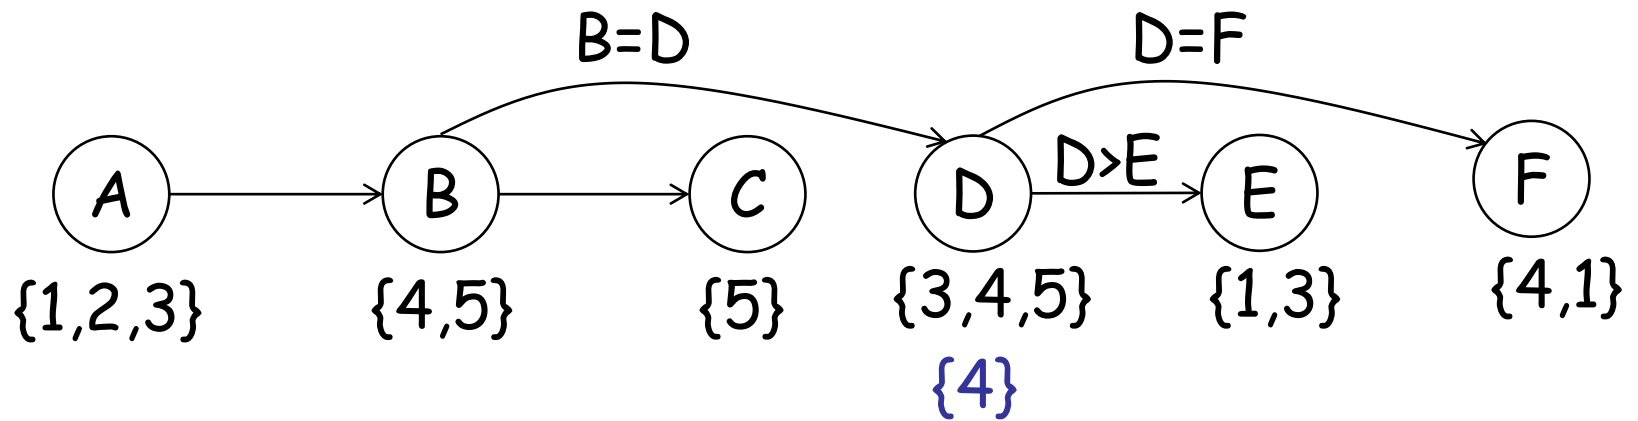 B=D D=F
D>E
A B C D E F
{1,2,3} {4,5} {5} {3,4,5} {1,3} {4,1}
{4}